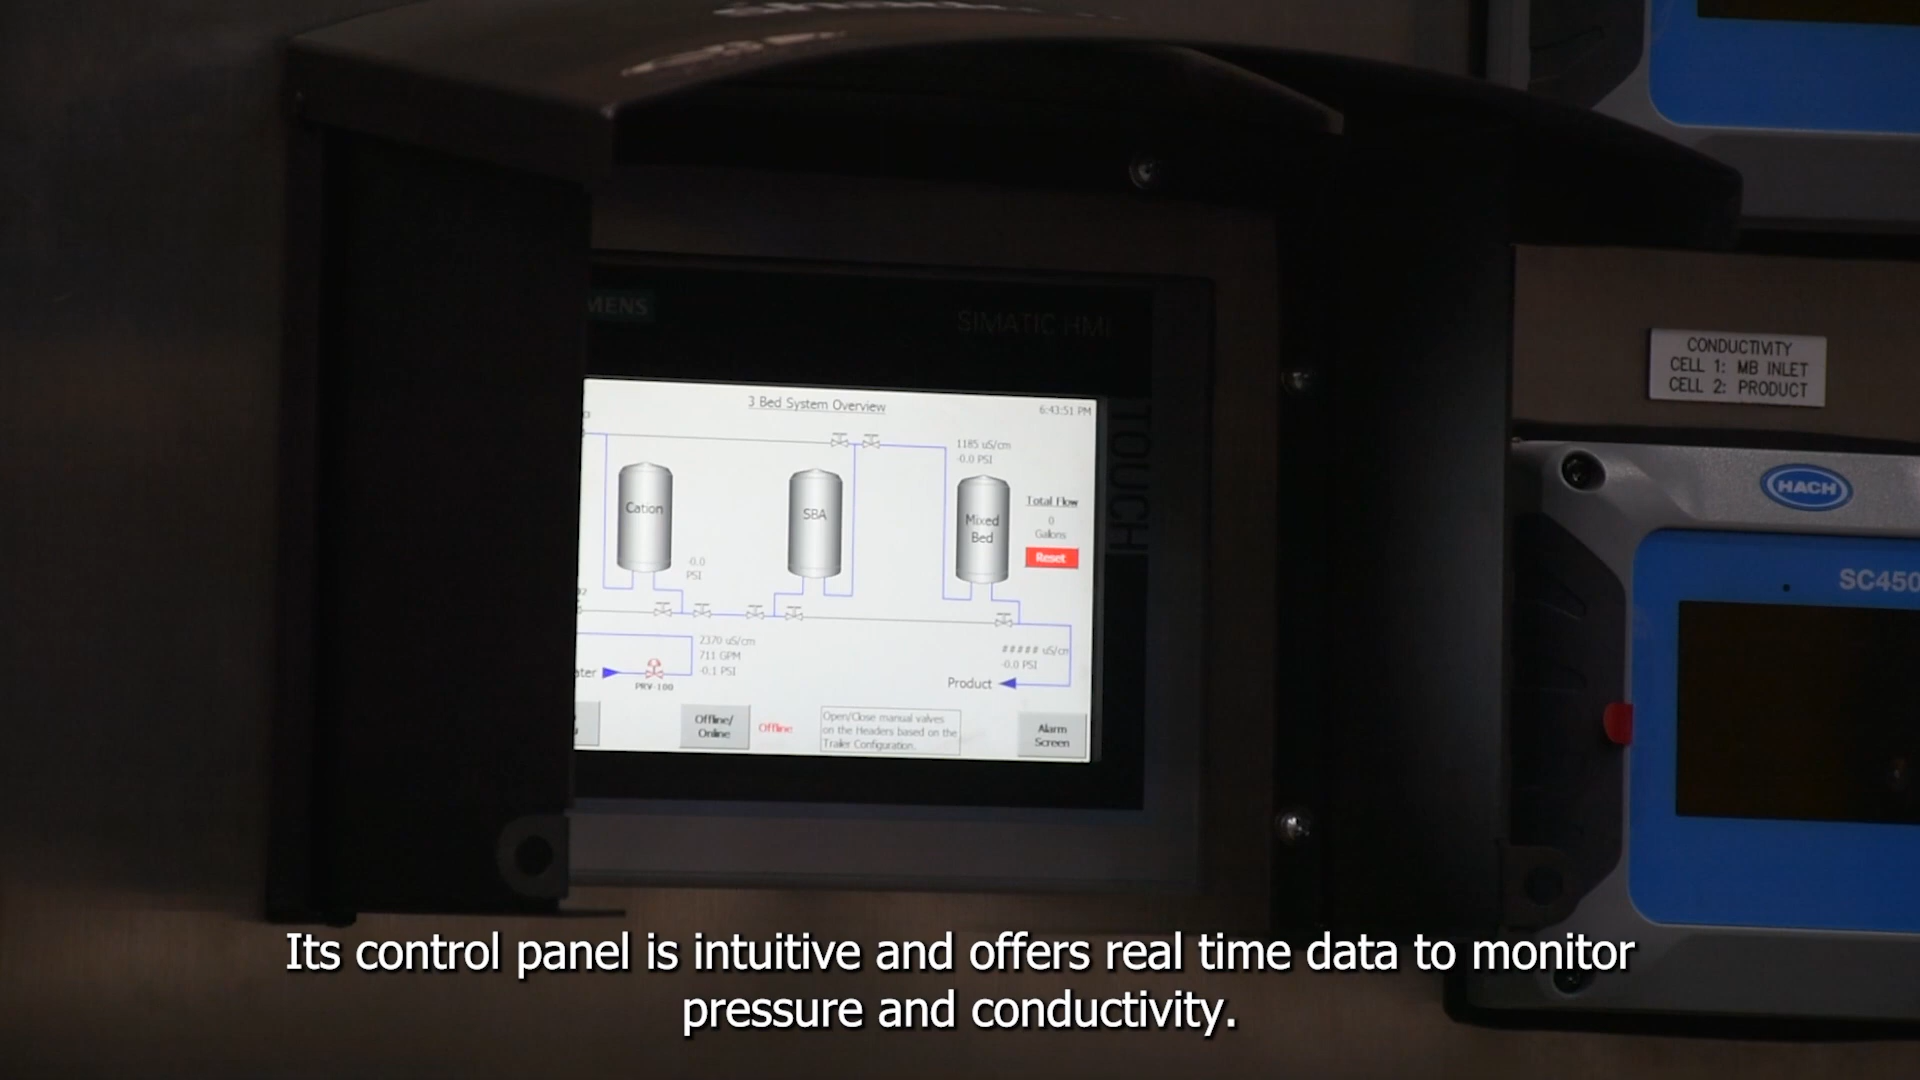 SIMATIC HMI
TOUCH
3 Bed System Overview
6:43:51 PM
1185 uS/cm
-0.0 PSI
Cation
SBA
Mixed
Bed
Total Flow
0
Gallons
Reset
-0.0
PSI
2370 uS/cm
711 GPM
-0.1 PSI
PRV-100
##### uS/cm
-0.0 PSI
Product
Offline/
Online
Offline
Open/Close manual valves
on the Headers based on the
Trailer Configuration.
Alarm
Screen
CONDUCTIVITY
CELL 1: MB INLET
CELL 2: PRODUCT
HACH
SC450
Its control panel is intuitive and offers real time data to monitor
pressure and conductivity.